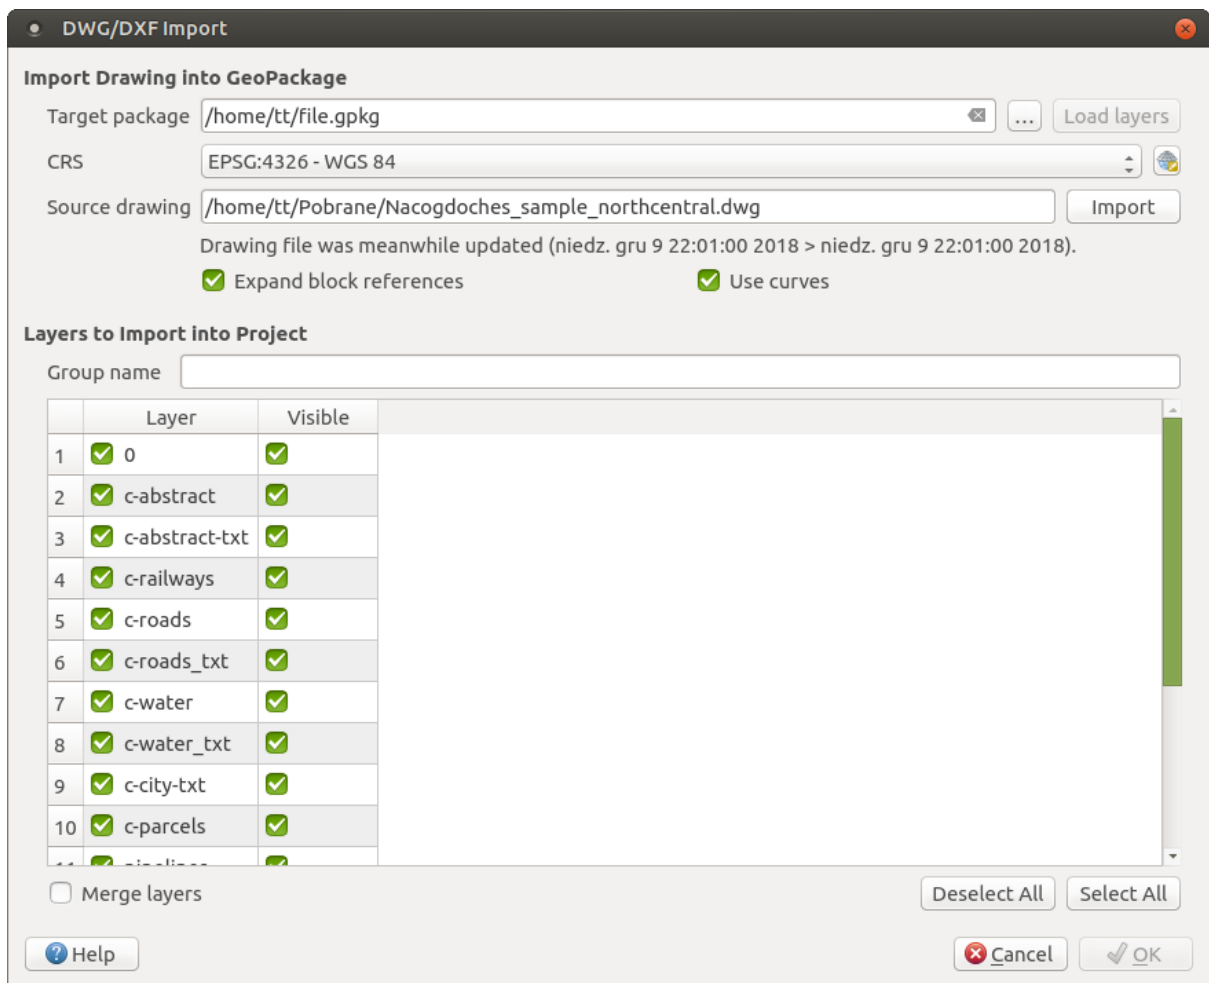 DWG/DXF Import
Import Drawing into GeoPackage
Target package /home/tt/file.gpkg ... Load layers
CRS EPSG:4326 - WGS 84
Source drawing /home/tt/Pobrane/Nacogdoches_sample_northcentral.dwg Import
Drawing file was meanwhile updated (niedz. gru 9 22:01:00 2018 > niedz. gru 9 22:01:00 2018).
Expand block references Use curves
Layers to Import into Project
Group name
Layer Visible
1 0
2 c-abstract
3 c-abstract-txt
4 c-railways
5 c-roads
6 c-roads_txt
7 c-water
8 c-water_txt
9 c-city-txt
10 c-parcels
Merge layers Deselect All Select All
Help Cancel OK